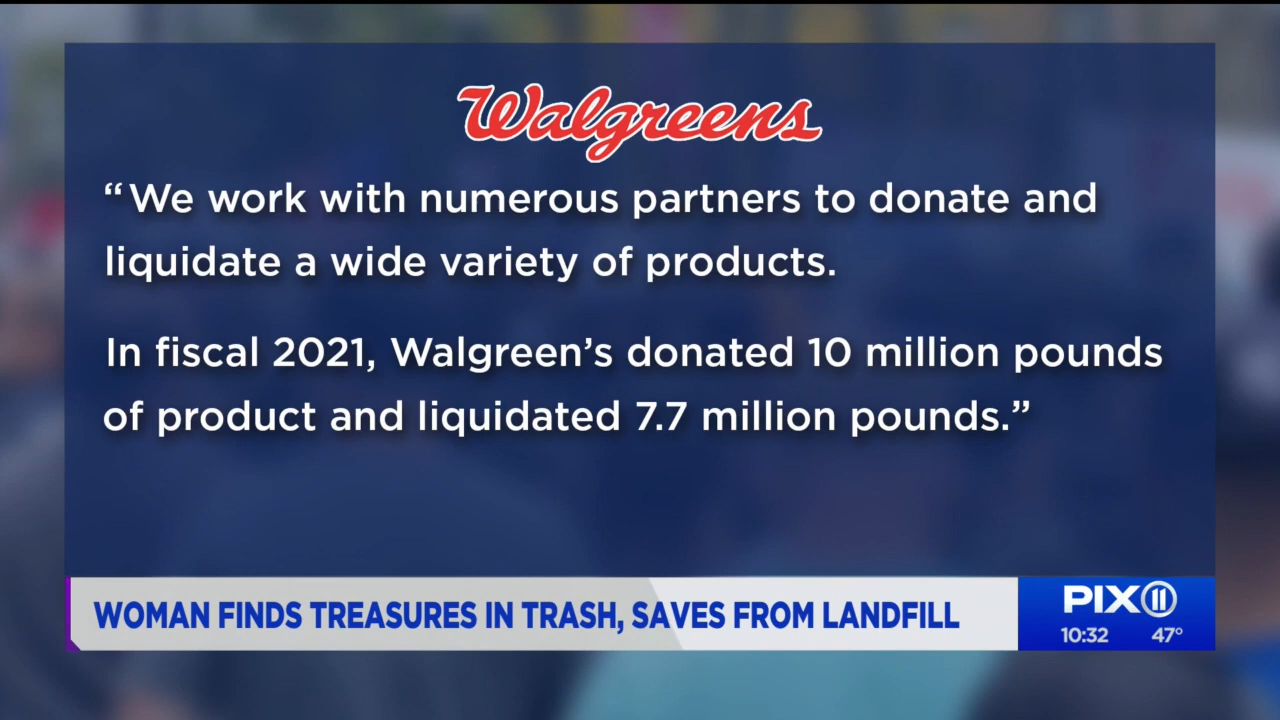 Walgreens
“We work with numerous partners to donate and
liquidate a wide variety of products.
In fiscal 2021, Walgreen’s donated 10 million pounds
of product and liquidated 7.7 million pounds.”
WOMAN FINDS TREASURES IN TRASH, SAVES FROM LANDFILL
PIX11
10:32 47°